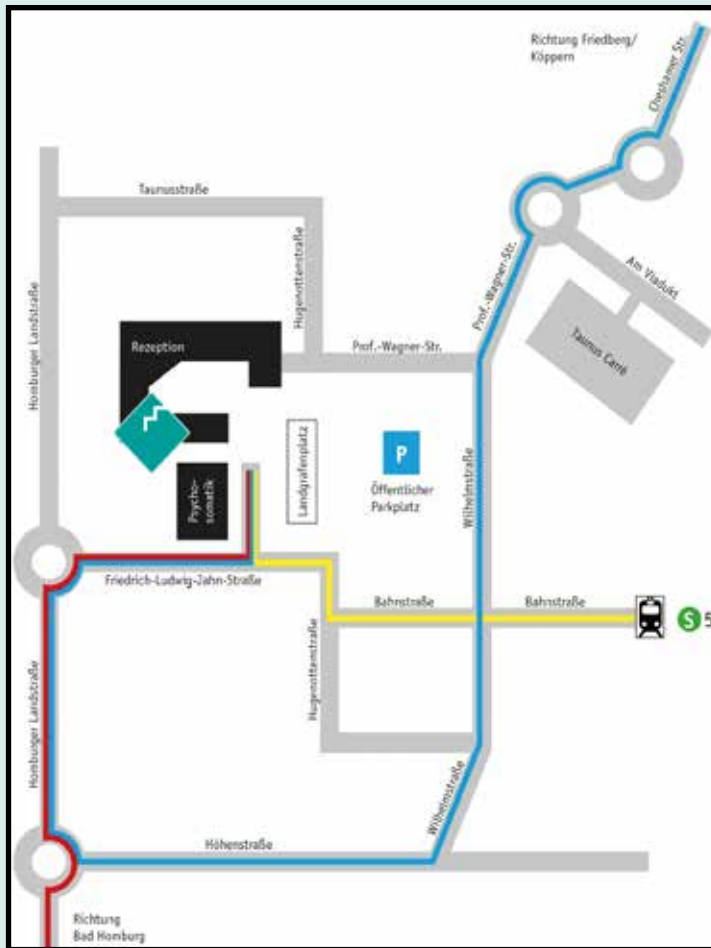 Richtung Friedberg/
Köppern
Cheshamer Str.
Taunusstraße
Hugenottenstraße
Homburger Landstraße
Prof.-Wagner-Str.
Am Viadukt
Rezeption
Prof.-Wagner-Str.
Taunus Carré
Landgrafenplatz
P
Öffentlicher
Parkplatz
Wilhelmstraße
Psycho-
somatik
Friedrich-Ludwig-Jahn-Straße
Bahnstraße
Bahnstraße
S 5
Hugenottenstraße
Homburger Landstraße
Wilhelmstraße
Höhenstraße
Richtung
Bad Homburg